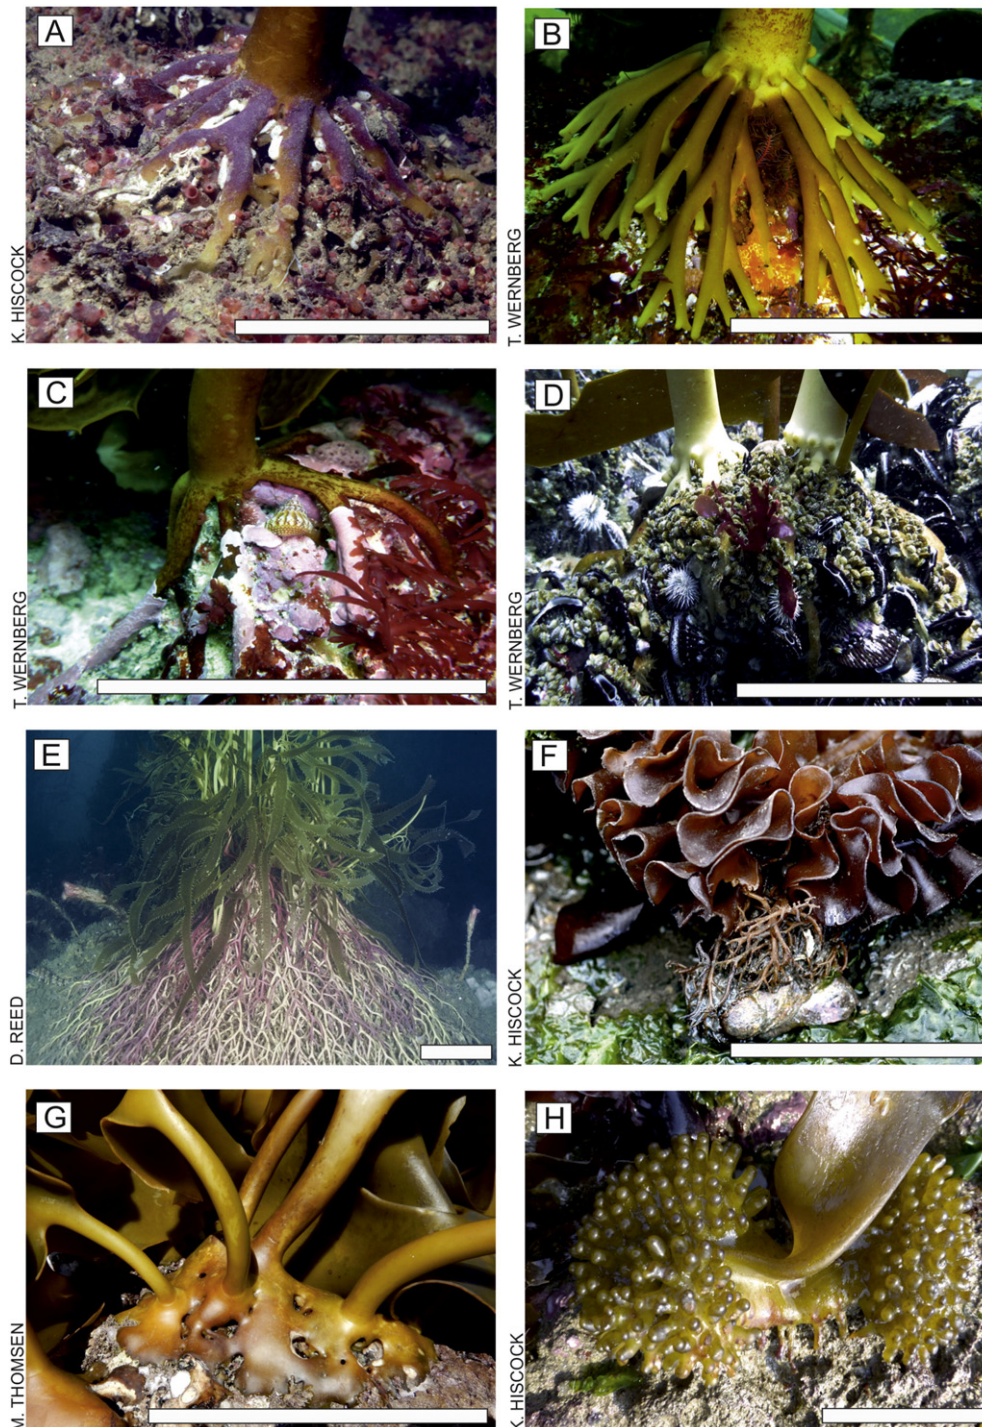 A
K. HISCOCK
B
T. WERNBERG
C
T. WERNBERG
D
T. WERNBERG
E
D. REED
F
K. HISCOCK
G
M. THOMSEN
H
K. HISCOCK